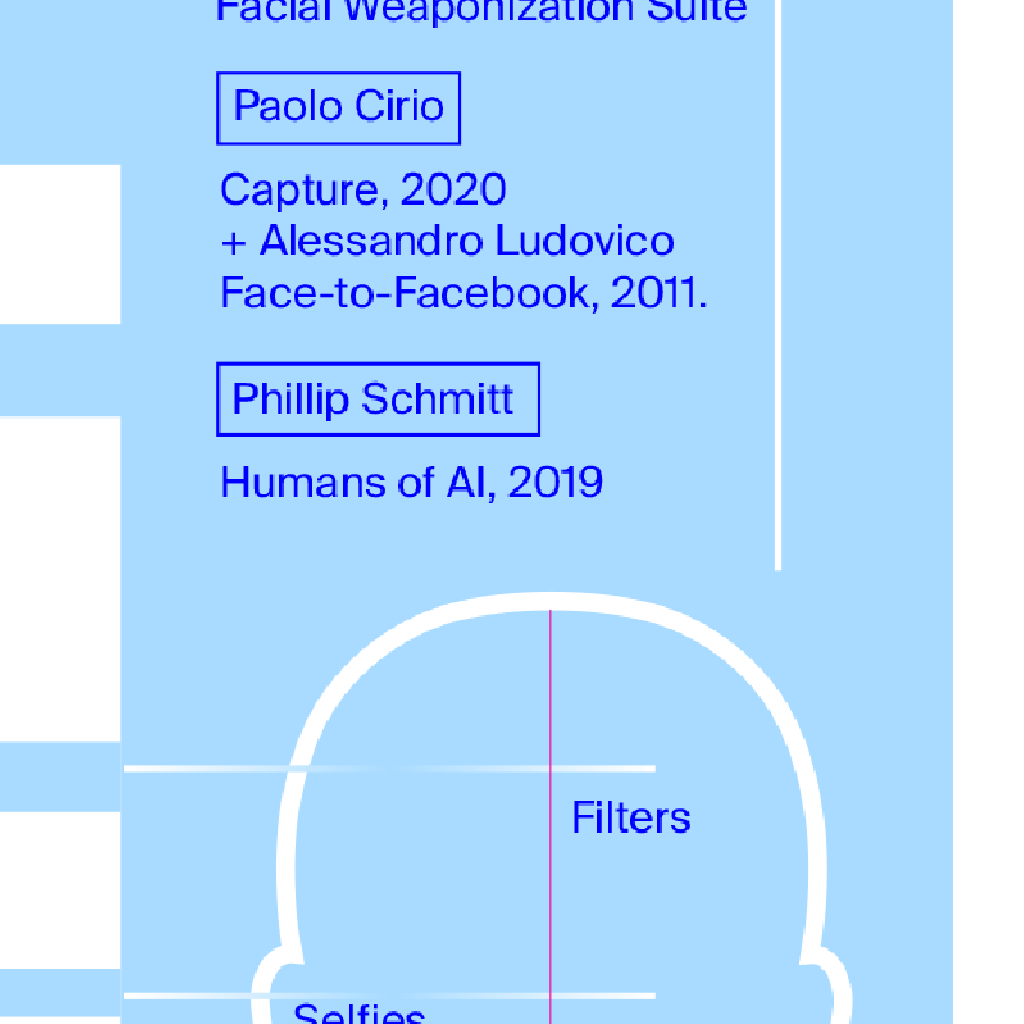 Facial Weaponization Suite
Paolo Cirio
Capture, 2020
+ Alessandro Ludovico
Face-to-Facebook, 2011.
Phillip Schmitt
Humans of AI, 2019
Filters
Selfies